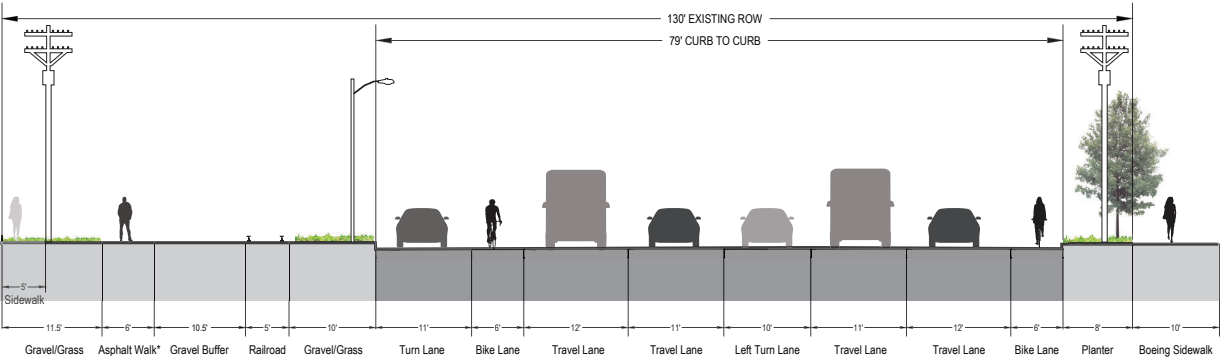 130' EXISTING ROW
79' CURB TO CURB
5'
Sidewalk
11.5' 6' 10.5' 5' 10' 11' 6' 12' 11' 10' 11' 12' 6' 8' 10'
Gravel/Grass Asphalt Walk* Gravel Buffer Railroad Gravel/Grass Turn Lane Bike Lane Travel Lane Travel Lane Left Turn Lane Travel Lane Travel Lane Bike Lane Planter Boeing Sidewalk